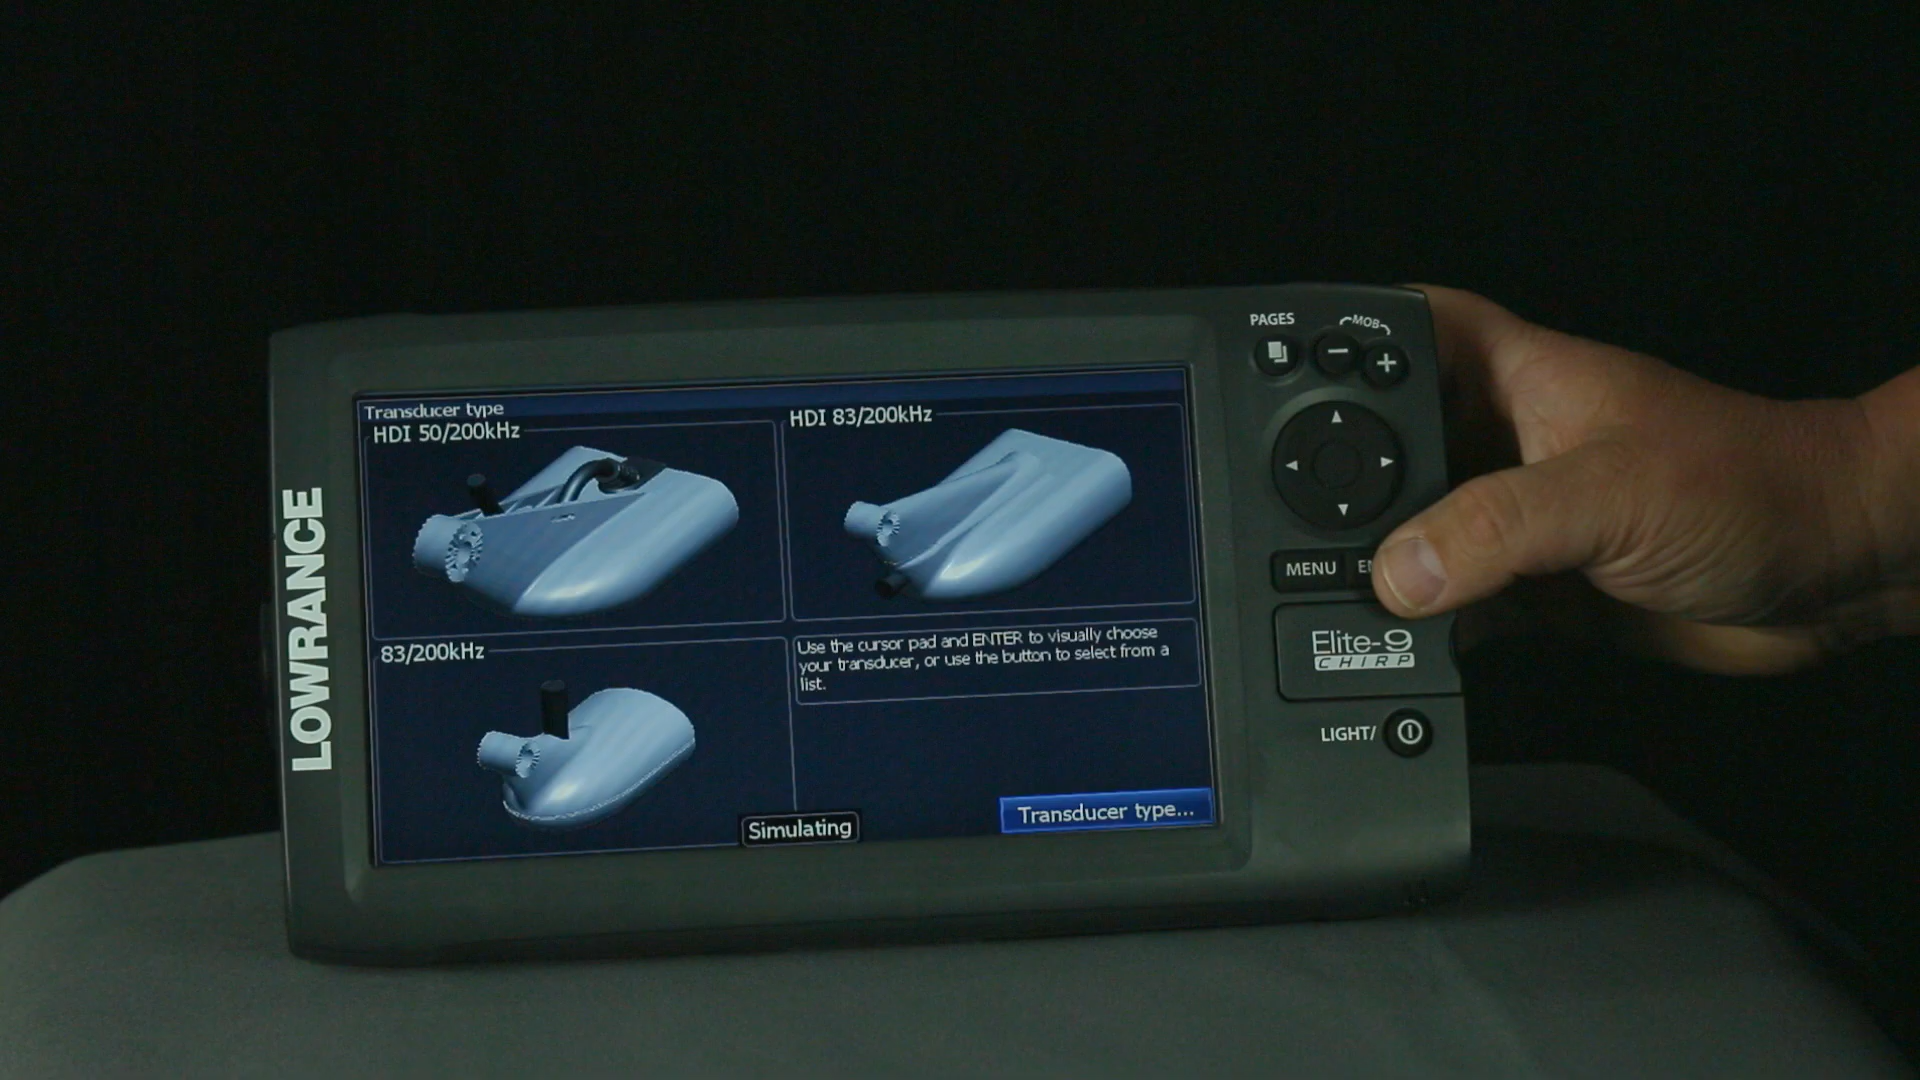 LOWRANCE
Transducer type
HDI 50/200kHz
HDI 83/200kHz
83/200kHz
Use the cursor pad and ENTER to visually choose
your transducer, or use the button to select from a
list.
Simulating
Transducer type...
PAGES
MOB
MENU
Elite-9
CHIRP
LIGHT/